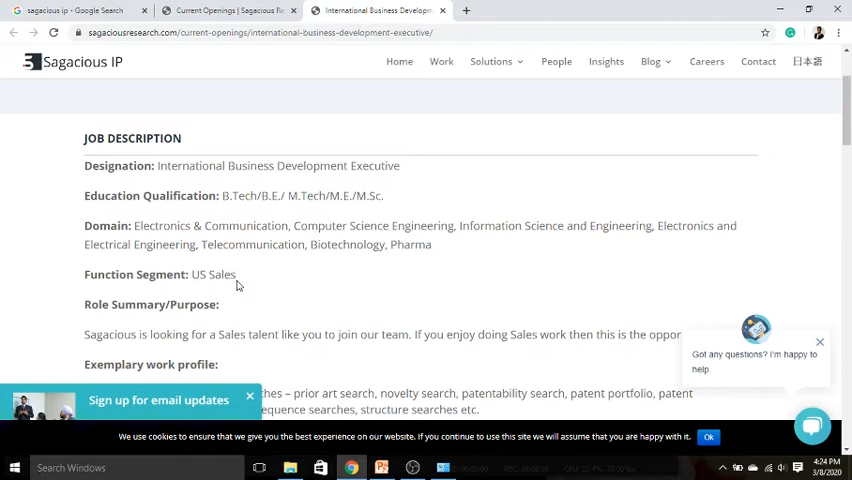 sagacious ip - Google Search
Current Openings | Sagacious Re
International Business Developm
sagaciousresearch.com/current-openings/international-business-development-executive/
Sagacious IP
Home Work Solutions People Insights Blog Careers Contact 日本語
JOB DESCRIPTION
Designation: International Business Development Executive
Education Qualification: B.Tech/B.E./ M.Tech/M.E./M.Sc.
Domain: Electronics & Communication, Computer Science Engineering, Information Science and Engineering, Electronics and
Electrical Engineering, Telecommunication, Biotechnology, Pharma
Function Segment: US Sales
Role Summary/Purpose:
Sagacious is looking for a Sales talent like you to join our team. If you enjoy doing Sales work then this is the oppor
Got any questions? I'm happy to
help.
Exemplary work profile:
ches – prior art search, novelty search, patentability search, patent portfolio, patent
equence searches, structure searches etc.
Sign up for email updates
We use cookies to ensure that we give you the best experience on our website. If you continue to use this site we will assume that you are happy with it. Ok
Search Windows
4:24 PM
3/8/2020